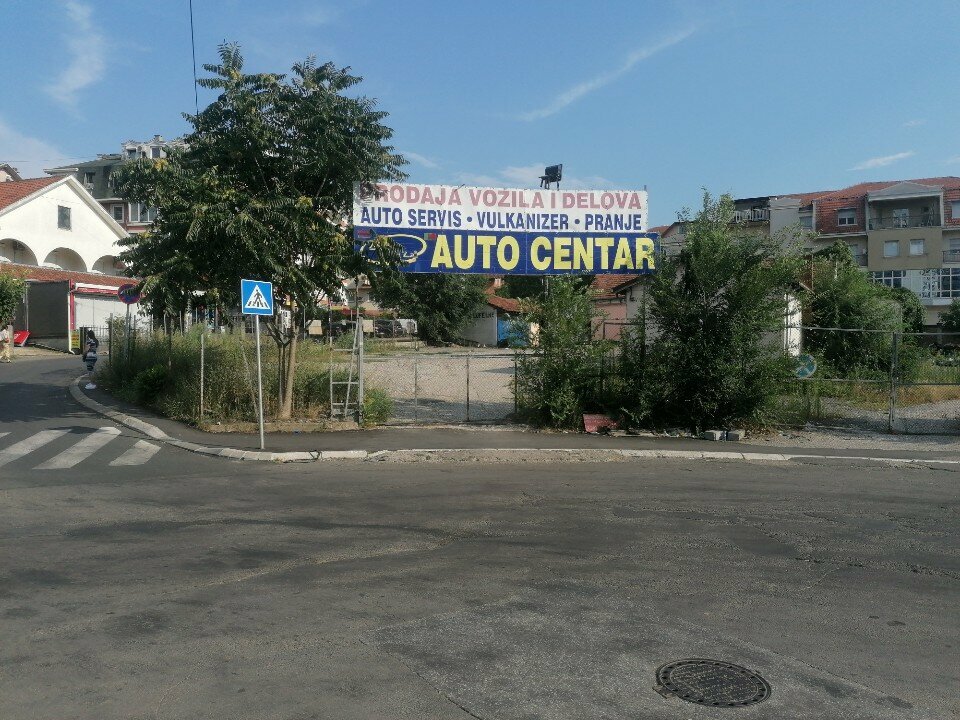 PRODAJA VOZILA I DELOVA
AUTO SERVIS • VULKANIZER • PRANJE
AUTO CENTAR